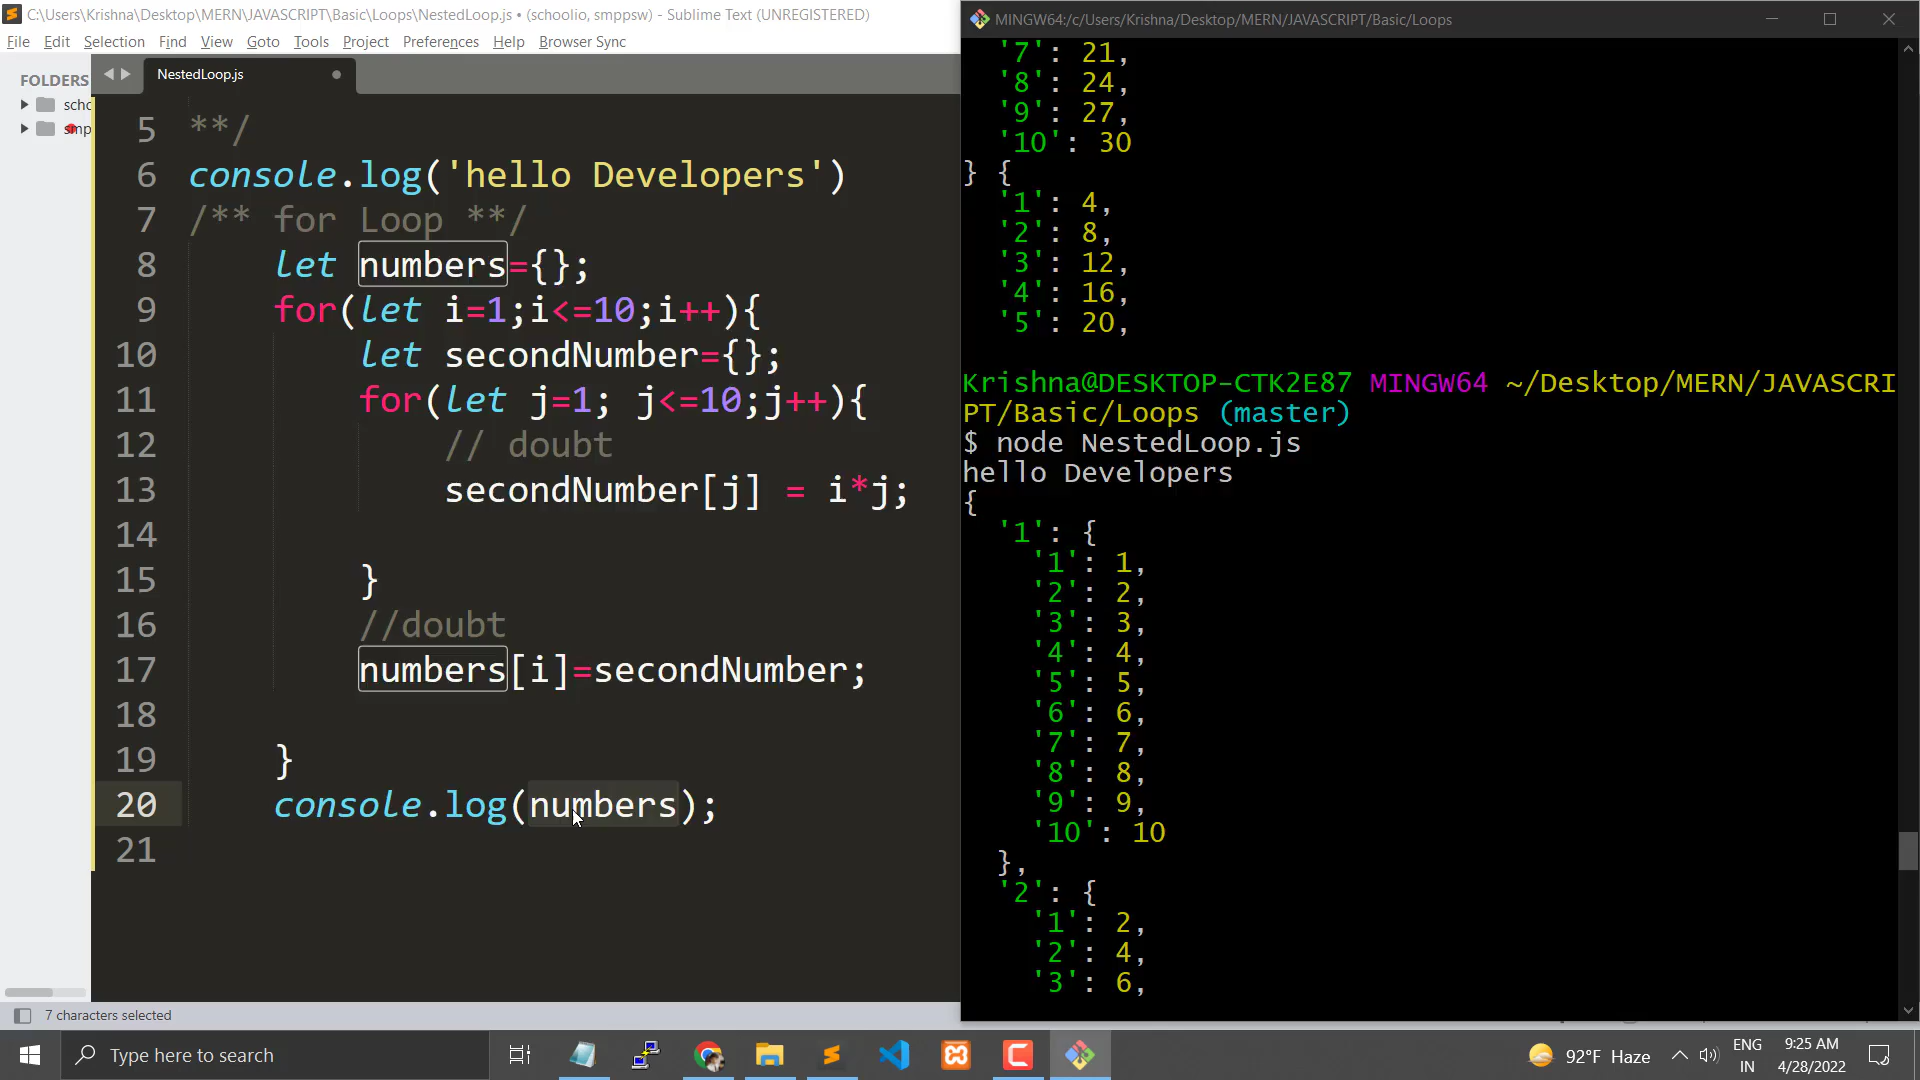 C:\Users\Krishna\Desktop\MERN\JAVASCRIPT\Basic\Loops\NestedLoop.js • (schoolio, smppsw) - Sublime Text (UNREGISTERED)
File Edit Selection Find View Goto Tools Project Preferences Help Browser Sync
FOLDERS
scho
smp
NestedLoop.js
5 **/
6 console.log('hello Developers')
7 /** for Loop **/
8 let numbers={};
9 for(let i=1;i<=10;i++){
10 let secondNumber={};
11 for(let j=1; j<=10;j++){
12 // doubt
13 secondNumber[j] = i*j;
14
15 }
16 //doubt
17 numbers[i]=secondNumber;
18
19 }
20 console.log(numbers);
21
7 characters selected
MINGW64:/c/Users/Krishna/Desktop/MERN/JAVASCRIPT/Basic/Loops
'7': 21,
'8': 24,
'9': 27,
'10': 30
} {
'1': 4,
'2': 8,
'3': 12,
'4': 16,
'5': 20,
Krishna@DESKTOP-CTK2E87 MINGW64 ~/Desktop/MERN/JAVASCRI
PT/Basic/Loops (master)
$ node NestedLoop.js
hello Developers
{
'1': {
'1': 1,
'2': 2,
'3': 3,
'4': 4,
'5': 5,
'6': 6,
'7': 7,
'8': 8,
'9': 9,
'10': 10
},
'2': {
'1': 2,
'2': 4,
'3': 6,
Type here to search
92°F Haze
ENG
IN
9:25 AM
4/28/2022